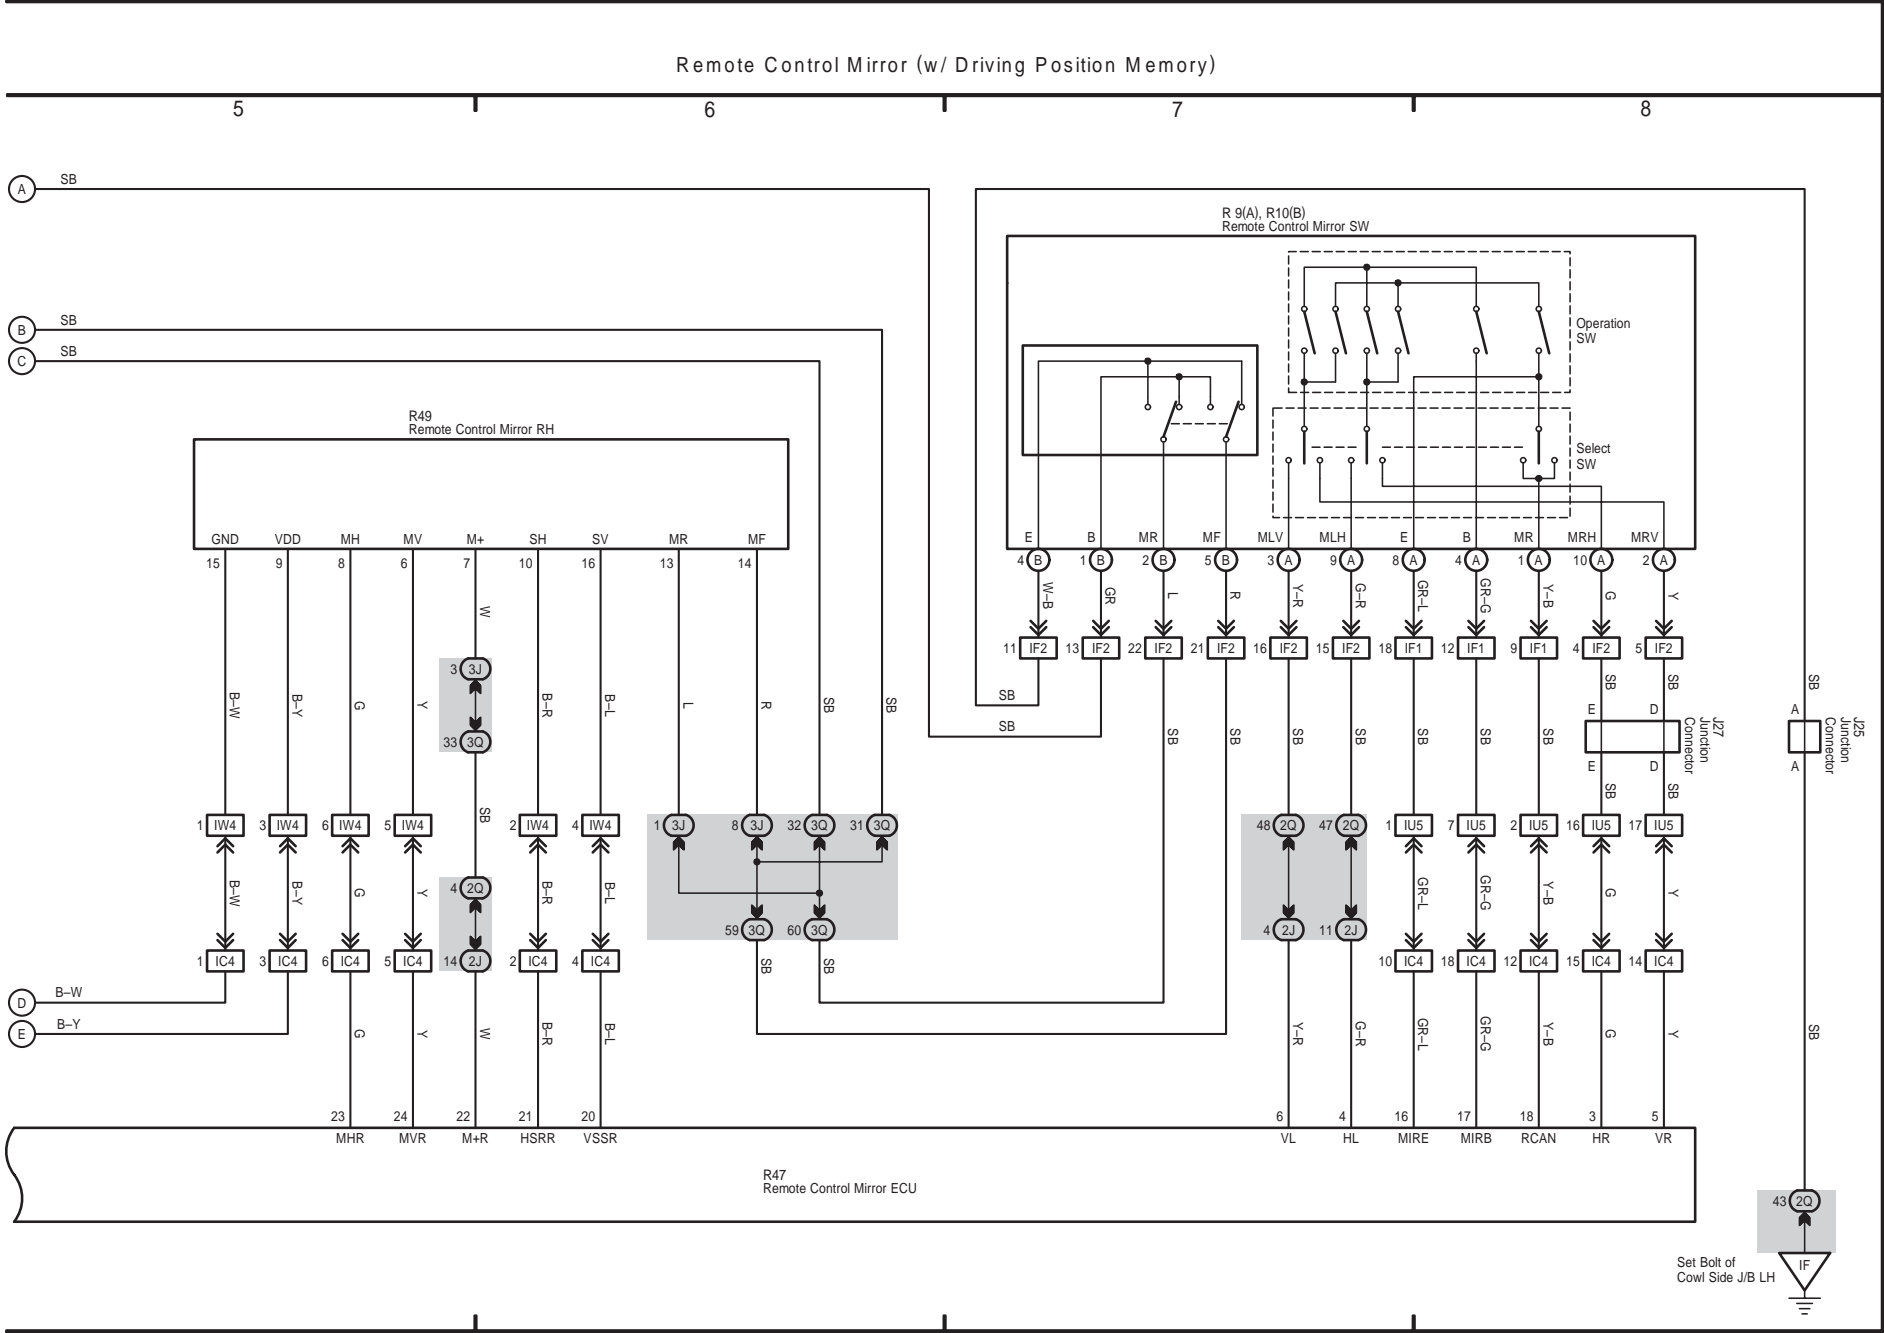 Remote Control Mirror (w/ Driving Position Memory)
5 6 7 8
A SB
R 9(A), R10(B)
Remote Control Mirror SW
B SB
C SB
Operation
SW
Select
SW
R49
Remote Control Mirror RH
GND VDD MH MV M+ SH SV MR MF
15 9 8 6 7 10 16 13 14
E B MR MF MLV MLH E B MR MRH MRV
4 B 1 B 2 B 5 B 3 A 9 A 8 A 4 A 1 A 10 A 2 A
W–B GR L R Y–R G–R GR–L GR–G Y–B G Y
W
11 IF2 13 IF2 22 IF2 21 IF2 16 IF2 15 IF2 18 IF1 12 IF1 9 IF1 4 IF2 5 IF2
3 3J
SB SB SB
SB
SB
B–W B–Y G Y B–R B–L L R SB SB
E D A
J27
Junction
Connector
J25
Junction
Connector
33 3Q
SB SB SB SB SB SB SB
E D A
SB SB
SB
1 IW4 3 IW4 6 IW4 5 IW4 2 IW4 4 IW4 1 3J 8 3J 32 3Q 31 3Q 48 2Q 47 2Q 1 IU5 7 IU5 2 IU5 16 IU5 17 IU5
4 2Q
B–W B–Y G Y B–R B–L GR–L GR–G Y–B G Y
59 3Q 60 3Q 4 2J 11 2J
1 IC4 3 IC4 6 IC4 5 IC4 14 2J 2 IC4 4 IC4 SB SB 10 IC4 18 IC4 12 IC4 15 IC4 14 IC4
D B–W
E B–Y
G Y W B–R B–L Y–R G–R GR–L GR–G Y–B G Y SB
23 24 22 21 20 6 4 16 17 18 3 5
MHR MVR M+R HSRR VSSR VL HL MIRE MIRB RCAN HR VR
R47
Remote Control Mirror ECU
43 2Q
Set Bolt of
Cowl Side J/B LH
IF